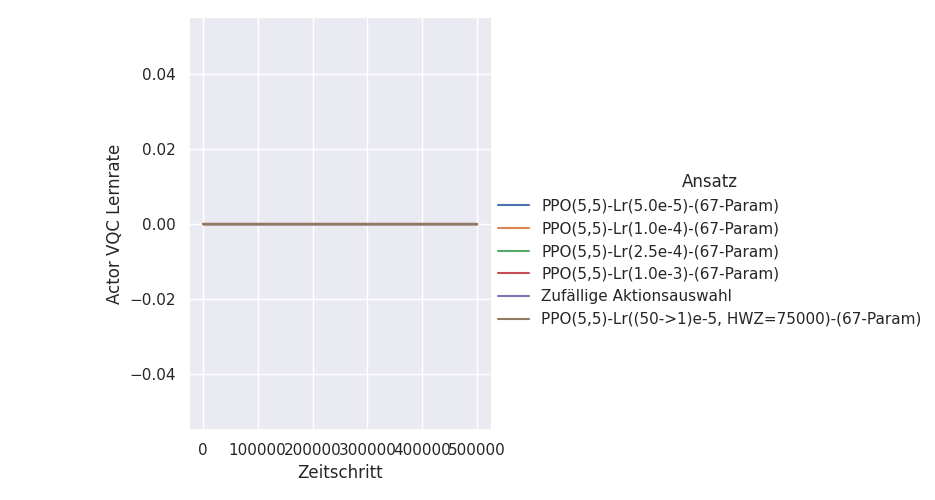 0.04
0.02
0.00
−0.02
−0.04
Actor VQC Lernrate
0 100000 200000 300000 400000 500000
Zeitschritt
Ansatz
PPO(5,5)-Lr(5.0e-5)-(67-Param)
PPO(5,5)-Lr(1.0e-4)-(67-Param)
PPO(5,5)-Lr(2.5e-4)-(67-Param)
PPO(5,5)-Lr(1.0e-3)-(67-Param)
Zufällige Aktionsauswahl
PPO(5,5)-Lr((50->1)e-5, HWZ=75000)-(67-Param)